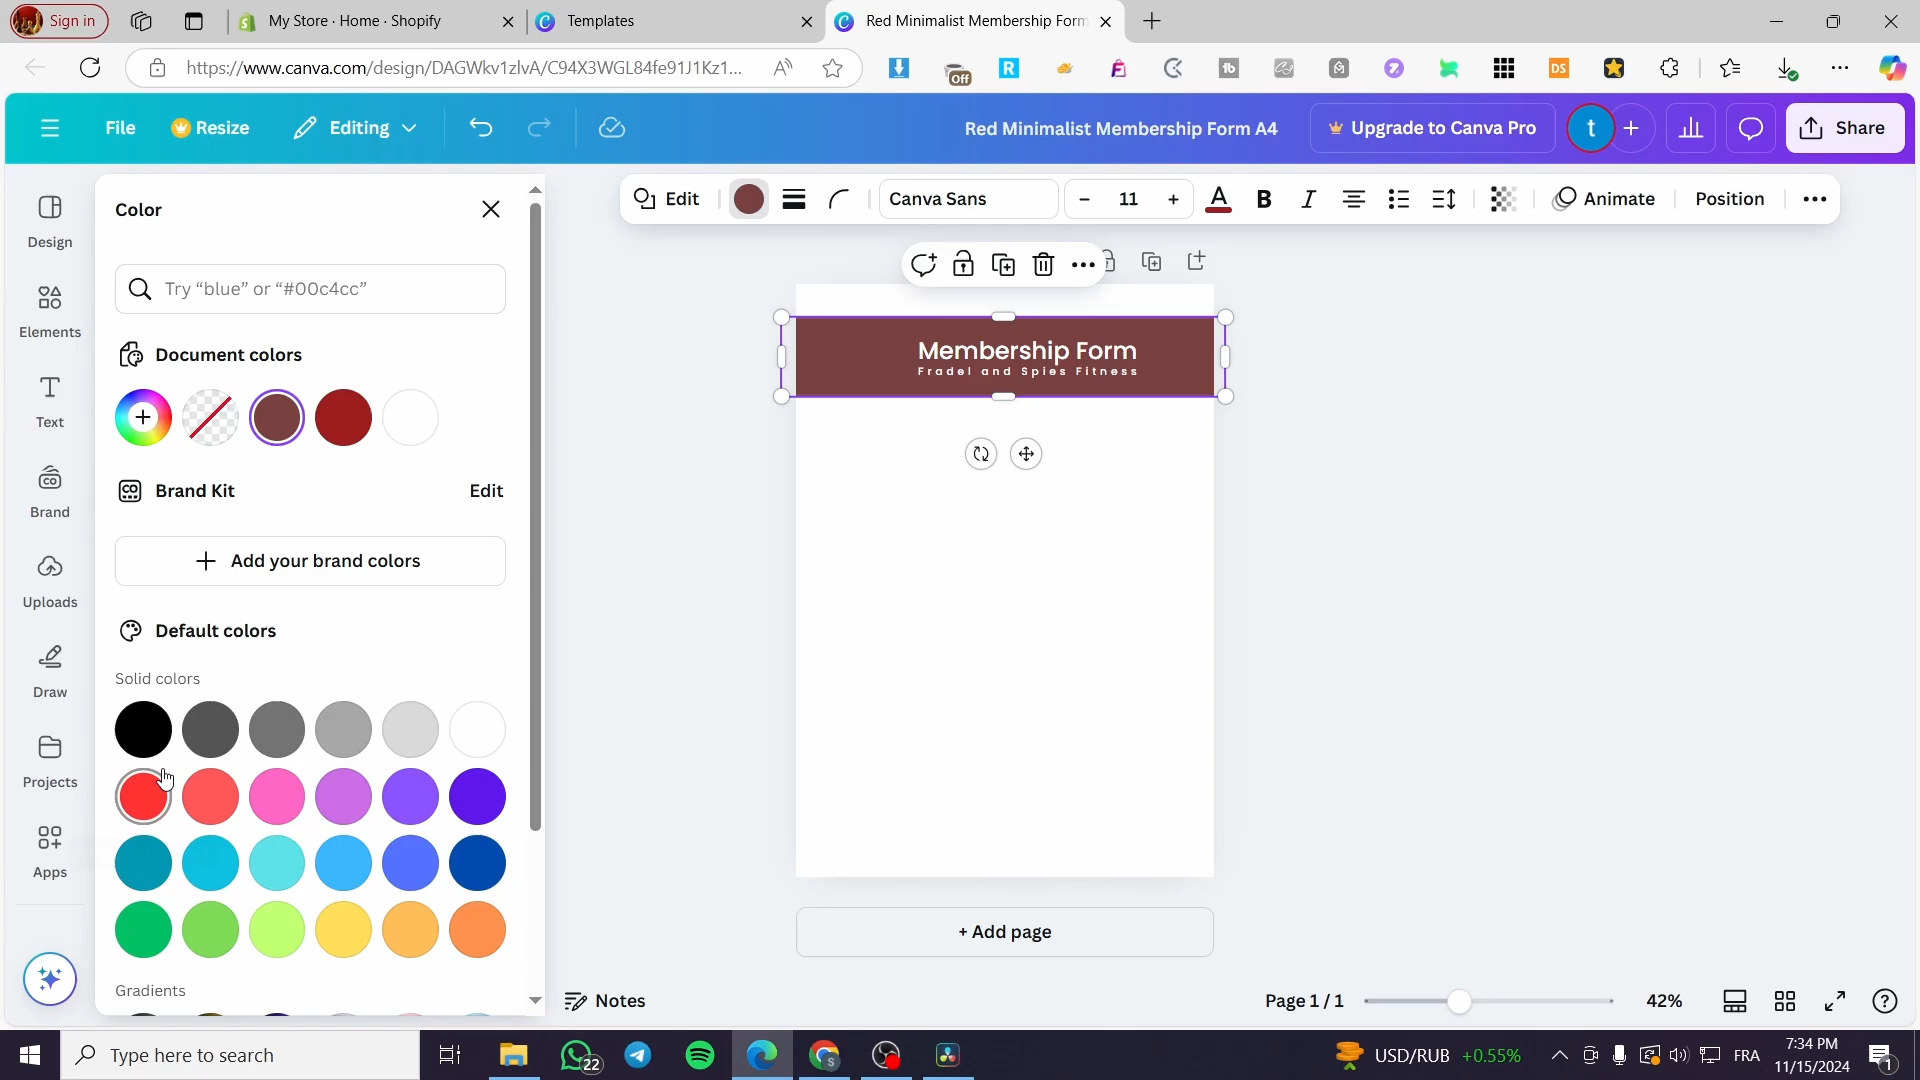 Sign in
My Store · Home · Shopify
Templates
Red Minimalist Membership Form
https://www.canva.com/design/DAGWkv1zlvA/C94X3WGL84fe91J1Kz1...
Off
File
Resize
Editing
Red Minimalist Membership Form A4
Upgrade to Canva Pro
t
Share
Design
Elements
Text
Brand
Uploads
Draw
Projects
Apps
Color
Try “blue” or “#00c4cc”
Document colors
Brand Kit
Edit
Add your brand colors
Default colors
Solid colors
Gradients
Edit
Canva Sans
11
Animate
Position
Membership Form
Fradel and Spies Fitness
+ Add page
Notes
Page 1 / 1
42%
Type here to search
22
USD/RUB +0.55%
FRA
7:34 PM
11/15/2024
1